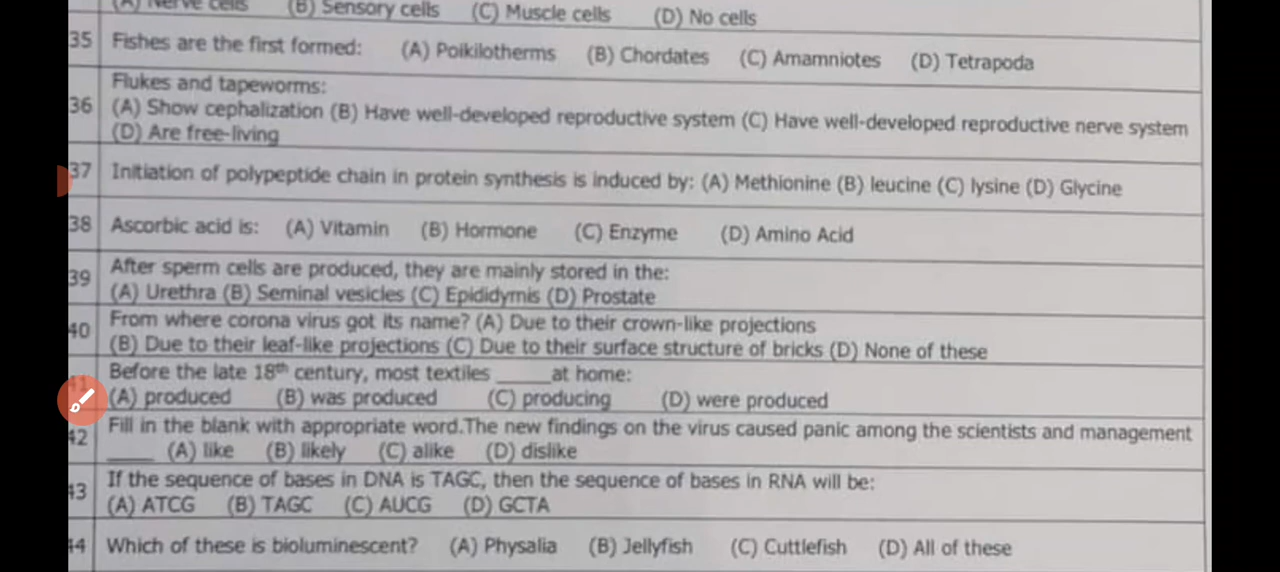 (A) Nerve cells (B) Sensory cells (C) Muscle cells (D) No cells
35 Fishes are the first formed: (A) Poikilotherms (B) Chordates (C) Amamniotes (D) Tetrapoda
Flukes and tapeworms:
36 (A) Show cephalization (B) Have well-developed reproductive system (C) Have well-developed reproductive nerve system
(D) Are free-living
37 Initiation of polypeptide chain in protein synthesis is induced by: (A) Methionine (B) leucine (C) lysine (D) Glycine
38 Ascorbic acid is: (A) Vitamin (B) Hormone (C) Enzyme (D) Amino Acid
39 After sperm cells are produced, they are mainly stored in the:
(A) Urethra (B) Seminal vesicles (C) Epididymis (D) Prostate
40 From where corona virus got its name? (A) Due to their crown-like projections
(B) Due to their leaf-like projections (C) Due to their surface structure of bricks (D) None of these
41 Before the late 18th century, most textiles _____at home:
(A) produced (B) was produced (C) producing (D) were produced
42 Fill in the blank with appropriate word.The new findings on the virus caused panic among the scientists and management
_____ (A) like (B) likely (C) alike (D) dislike
43 If the sequence of bases in DNA is TAGC, then the sequence of bases in RNA will be:
(A) ATCG (B) TAGC (C) AUCG (D) GCTA
44 Which of these is bioluminescent? (A) Physalia (B) Jellyfish (C) Cuttlefish (D) All of these